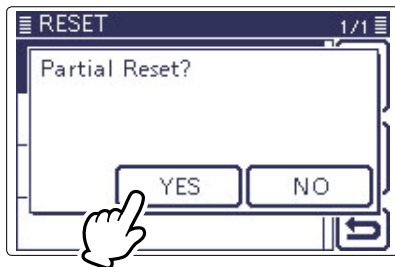 RESET 1/1
Partial Reset?
YES NO